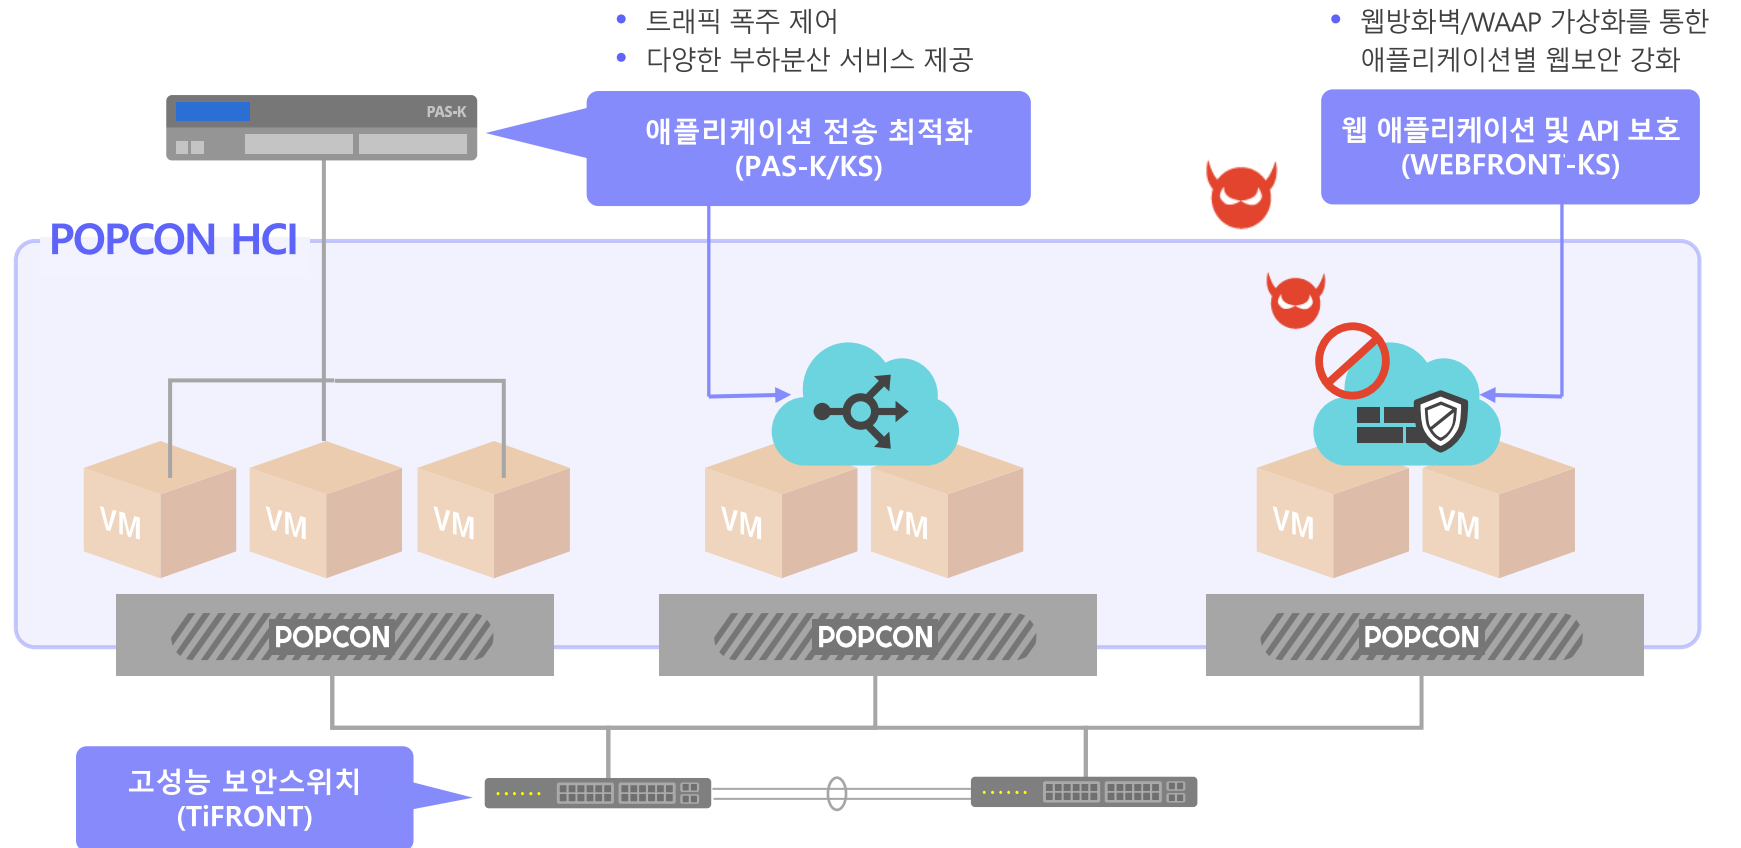 • 트래픽 폭주 제어
• 다양한 부하분산 서비스 제공
• 웹방화벽/WAAP 가상화를 통한
애플리케이션별 웹보안 강화
PAS-K
애플리케이션 전송 최적화
(PAS-K/KS)
웹 애플리케이션 및 API 보호
(WEBFRONT-KS)
POPCON HCI
VM
VM
VM
VM
VM
VM
VM
POPCON
POPCON
POPCON
고성능 보안스위치
(TiFRONT)